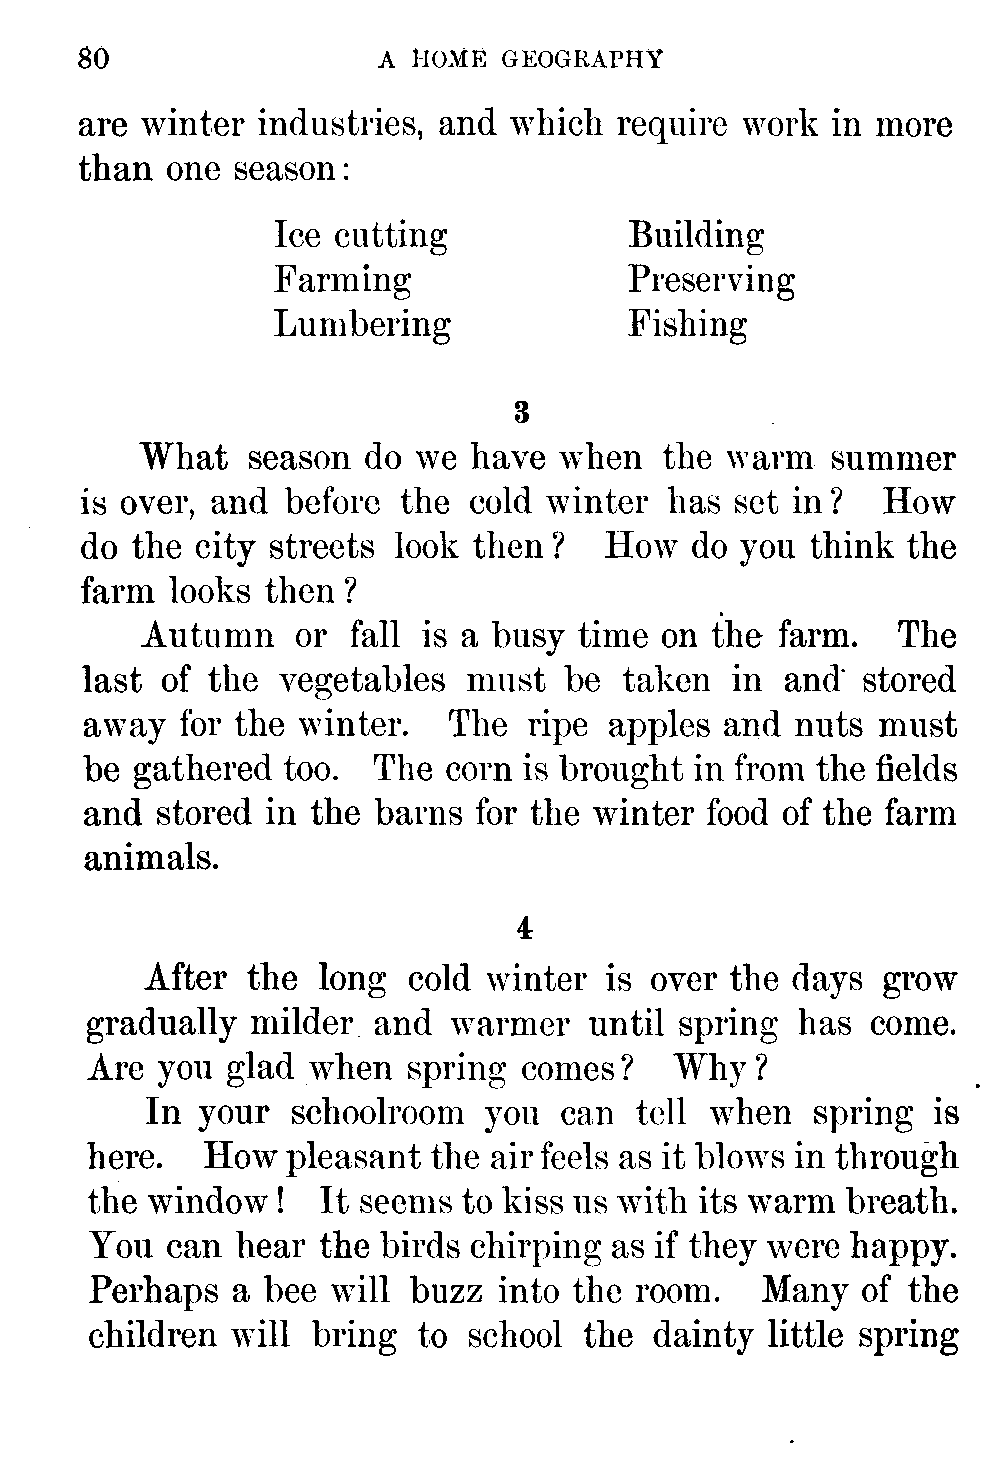 80 A HOME GEOGRAPHY
are winter industries, and which require work in more
than one season:
Ice cutting Building
Farming Preserving
Lumbering Fishing
3
What season do we have when the warm summer
is over, and before the cold winter has set in? How
do the city streets look then? How do you think the
farm looks then?
Autumn or fall is a busy time on the farm. The
last of the vegetables must be taken in and stored
away for the winter. The ripe apples and nuts must
be gathered too. The corn is brought in from the fields
and stored in the barns for the winter food of the farm
animals.
4
After the long cold winter is over the days grow
gradually milder and warmer until spring has come.
Are you glad when spring comes? Why?
In your schoolroom you can tell when spring is
here. How pleasant the air feels as it blows in through
the window! It seems to kiss us with its warm breath.
You can hear the birds chirping as if they were happy.
Perhaps a bee will buzz into the room. Many of the
children will bring to school the dainty little spring